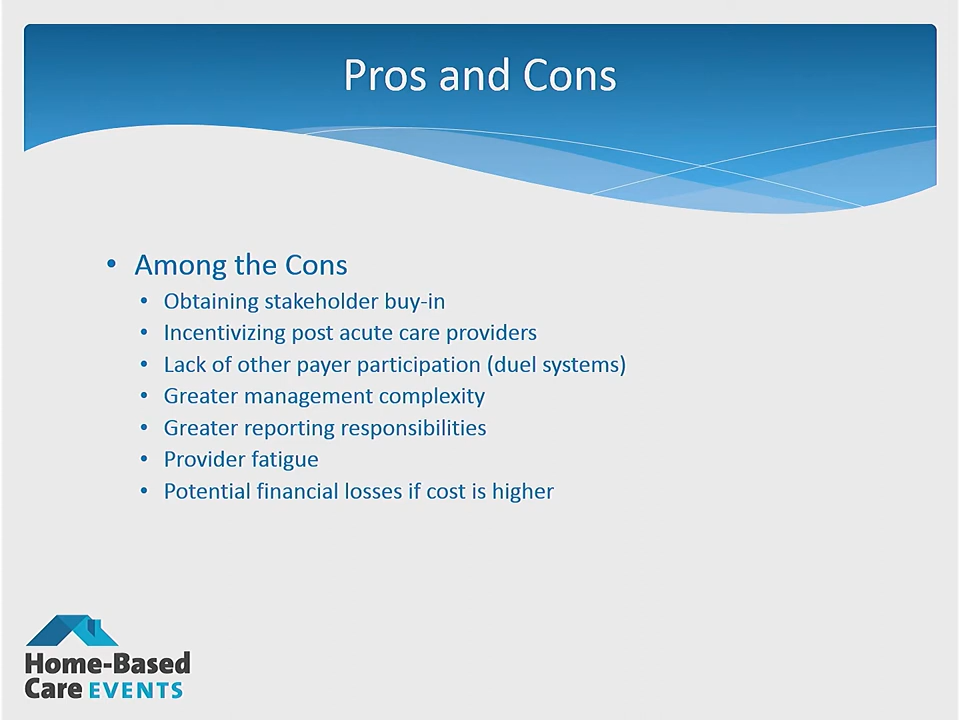 Pros and Cons
• Among the Cons
• Obtaining stakeholder buy-in
• Incentivizing post acute care providers
• Lack of other payer participation (duel systems)
• Greater management complexity
• Greater reporting responsibilities
• Provider fatigue
• Potential financial losses if cost is higher
Home-Based
Care EVENTS